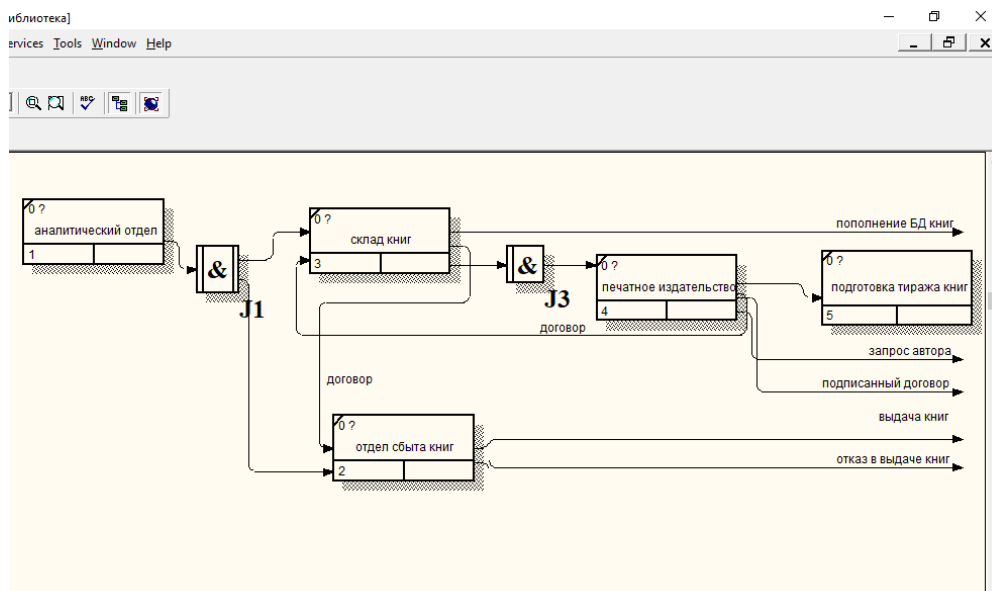 иблиотека]
ervices Tools Window Help
ABC
0 ?
аналитический отдел
1
&
J1
0 ?
склад книг
3
&
J3
0 ?
печатное издательство
4
0 ?
подготовка тиража книг
5
пополнение БД книг
договор
запрос автора
договор
подписанный договор
выдача книг
0 ?
отдел сбыта книг
2
отказ в выдаче книг